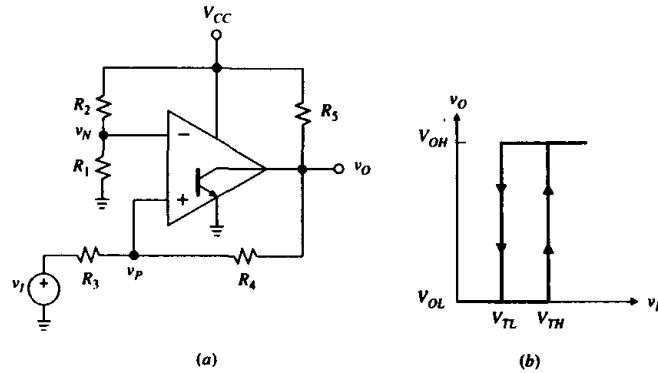 V_CC
R_2
v_N
R_1
R_5
v_O
R_3
v_P
R_4
v_I
(a)
v_O
V_OH
V_OL
V_TL
V_TH
v_I
(b)